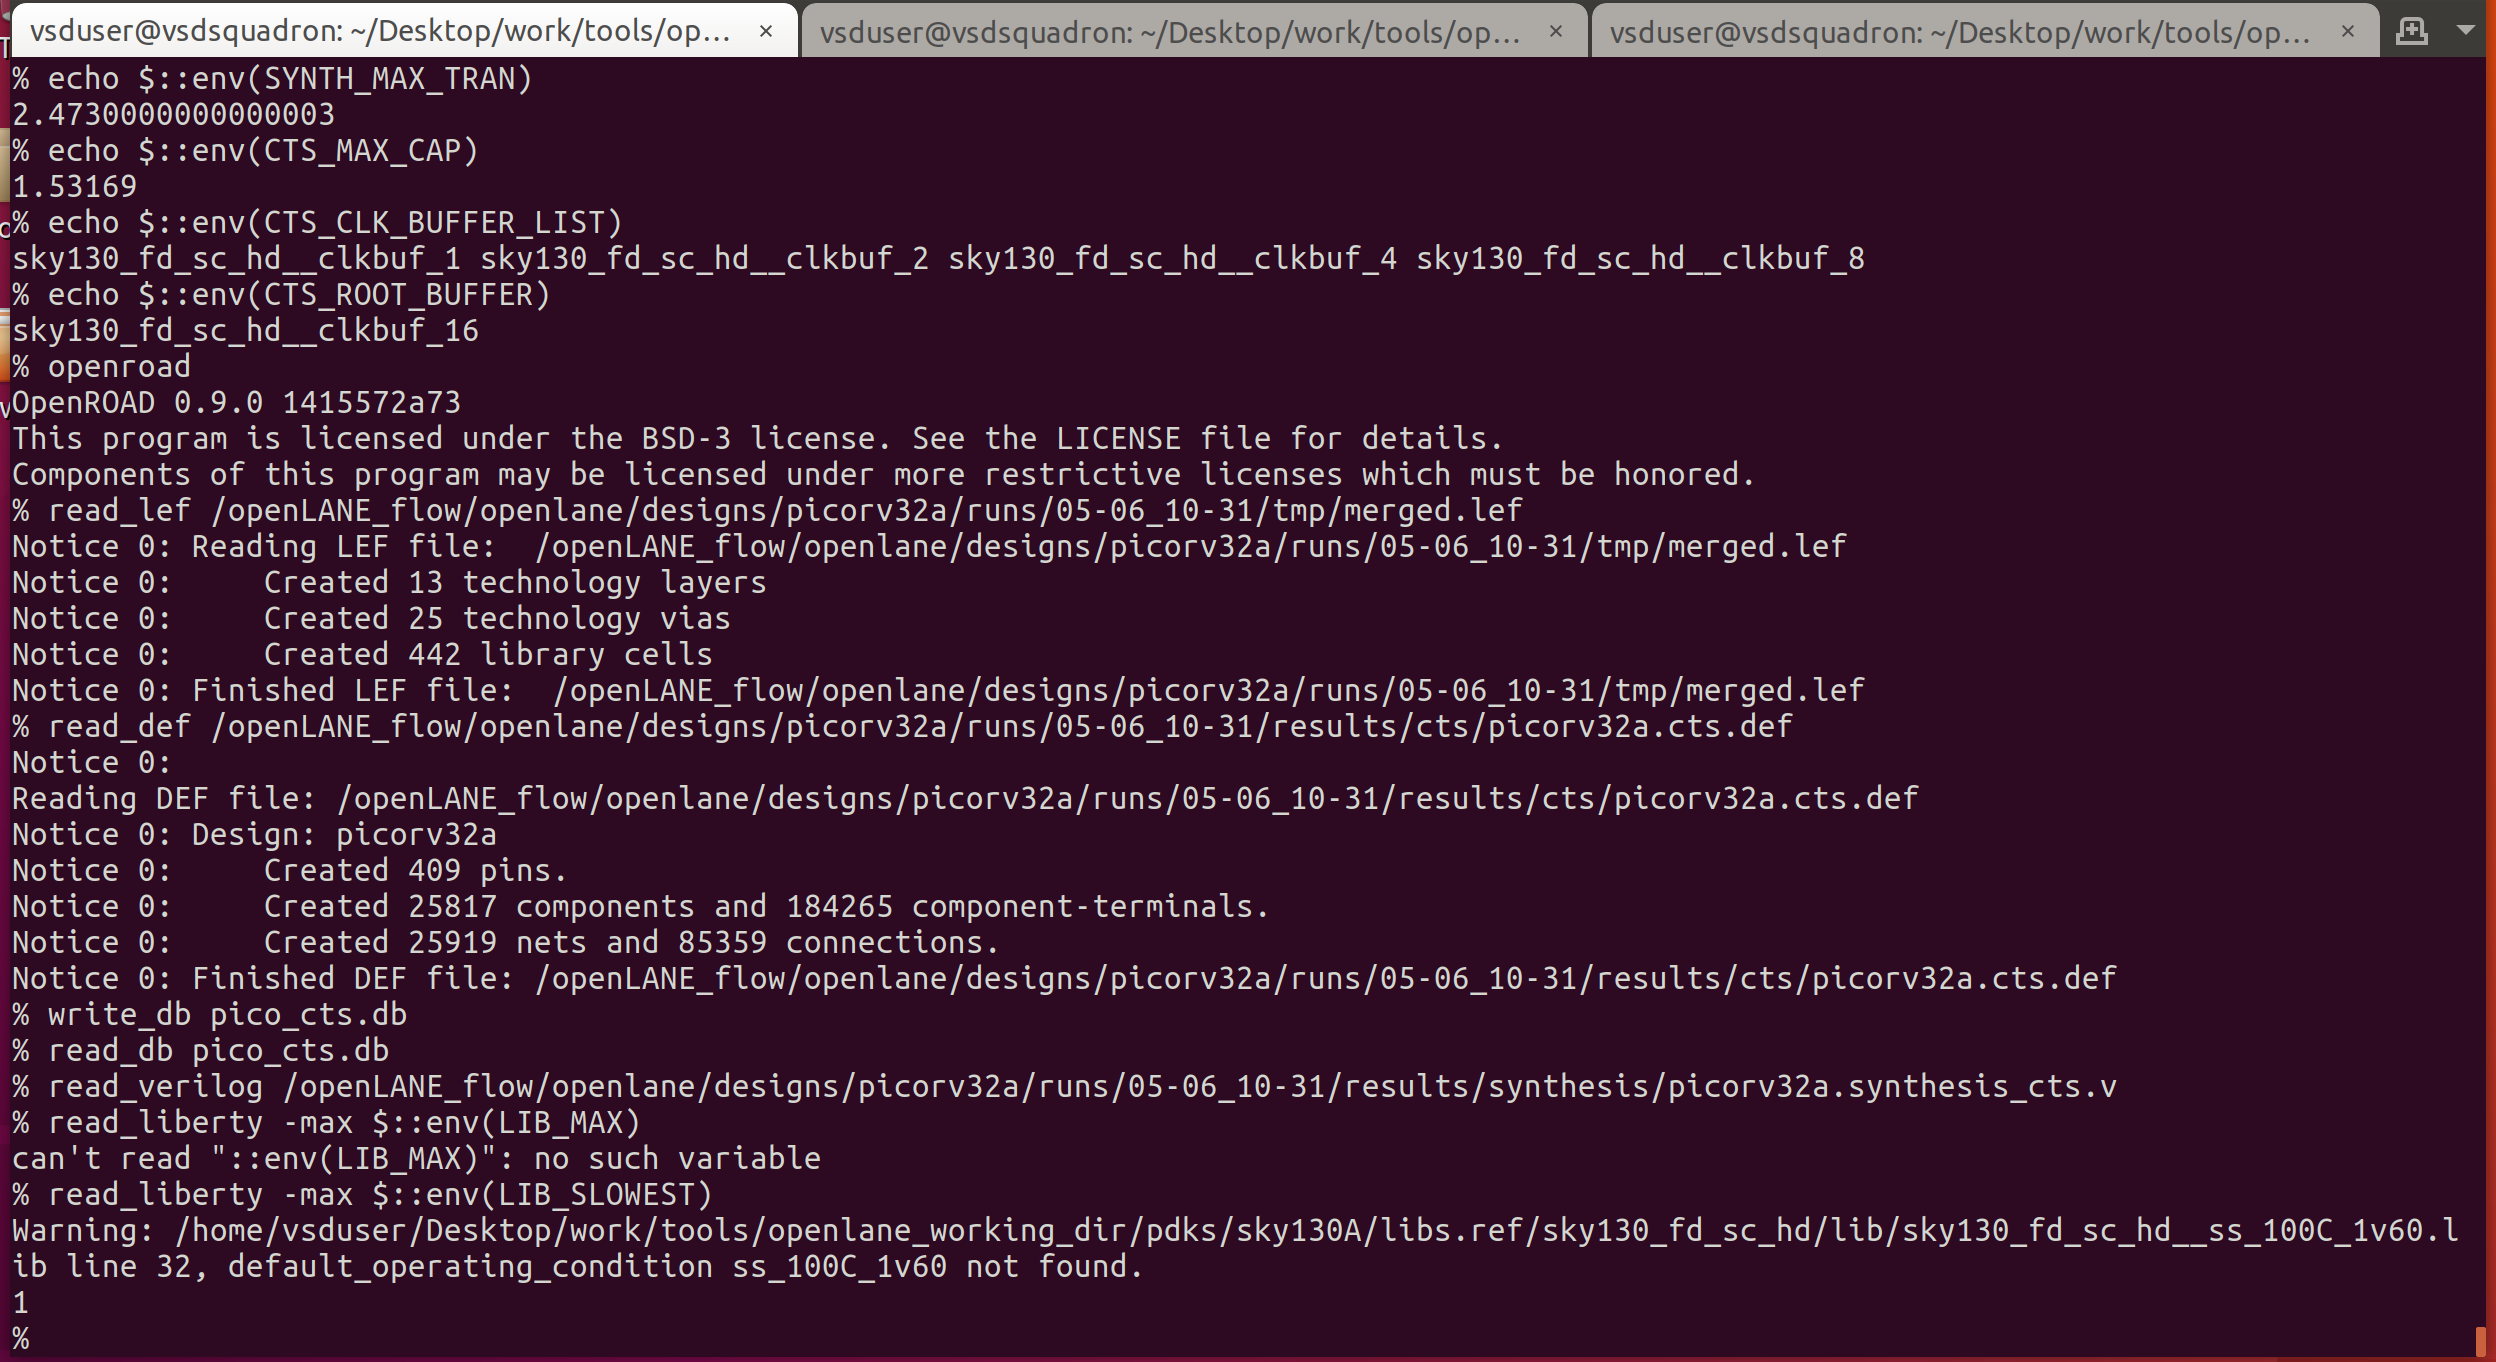 vsduser@vsdsquadron: ~/Desktop/work/tools/op... × vsduser@vsdsquadron: ~/Desktop/work/tools/op... × vsduser@vsdsquadron: ~/Desktop/work/tools/op... ×
% echo $::env(SYNTH_MAX_TRAN)
2.4730000000000003
% echo $::env(CTS_MAX_CAP)
1.53169
% echo $::env(CTS_CLK_BUFFER_LIST)
sky130_fd_sc_hd__clkbuf_1 sky130_fd_sc_hd__clkbuf_2 sky130_fd_sc_hd__clkbuf_4 sky130_fd_sc_hd__clkbuf_8
% echo $::env(CTS_ROOT_BUFFER)
sky130_fd_sc_hd__clkbuf_16
% openroad
OpenROAD 0.9.0 1415572a73
This program is licensed under the BSD-3 license. See the LICENSE file for details.
Components of this program may be licensed under more restrictive licenses which must be honored.
% read_lef /openLANE_flow/openlane/designs/picorv32a/runs/05-06_10-31/tmp/merged.lef
Notice 0: Reading LEF file:  /openLANE_flow/openlane/designs/picorv32a/runs/05-06_10-31/tmp/merged.lef
Notice 0:     Created 13 technology layers
Notice 0:     Created 25 technology vias
Notice 0:     Created 442 library cells
Notice 0: Finished LEF file:  /openLANE_flow/openlane/designs/picorv32a/runs/05-06_10-31/tmp/merged.lef
% read_def /openLANE_flow/openlane/designs/picorv32a/runs/05-06_10-31/results/cts/picorv32a.cts.def
Notice 0:
Reading DEF file: /openLANE_flow/openlane/designs/picorv32a/runs/05-06_10-31/results/cts/picorv32a.cts.def
Notice 0: Design: picorv32a
Notice 0:     Created 409 pins.
Notice 0:     Created 25817 components and 184265 component-terminals.
Notice 0:     Created 25919 nets and 85359 connections.
Notice 0: Finished DEF file: /openLANE_flow/openlane/designs/picorv32a/runs/05-06_10-31/results/cts/picorv32a.cts.def
% write_db pico_cts.db
% read_db pico_cts.db
% read_verilog /openLANE_flow/openlane/designs/picorv32a/runs/05-06_10-31/results/synthesis/picorv32a.synthesis_cts.v
% read_liberty -max $::env(LIB_MAX)
can't read "::env(LIB_MAX)": no such variable
% read_liberty -max $::env(LIB_SLOWEST)
Warning: /home/vsduser/Desktop/work/tools/openlane_working_dir/pdks/sky130A/libs.ref/sky130_fd_sc_hd/lib/sky130_fd_sc_hd__ss_100C_1v60.l
ib line 32, default_operating_condition ss_100C_1v60 not found.
1
%